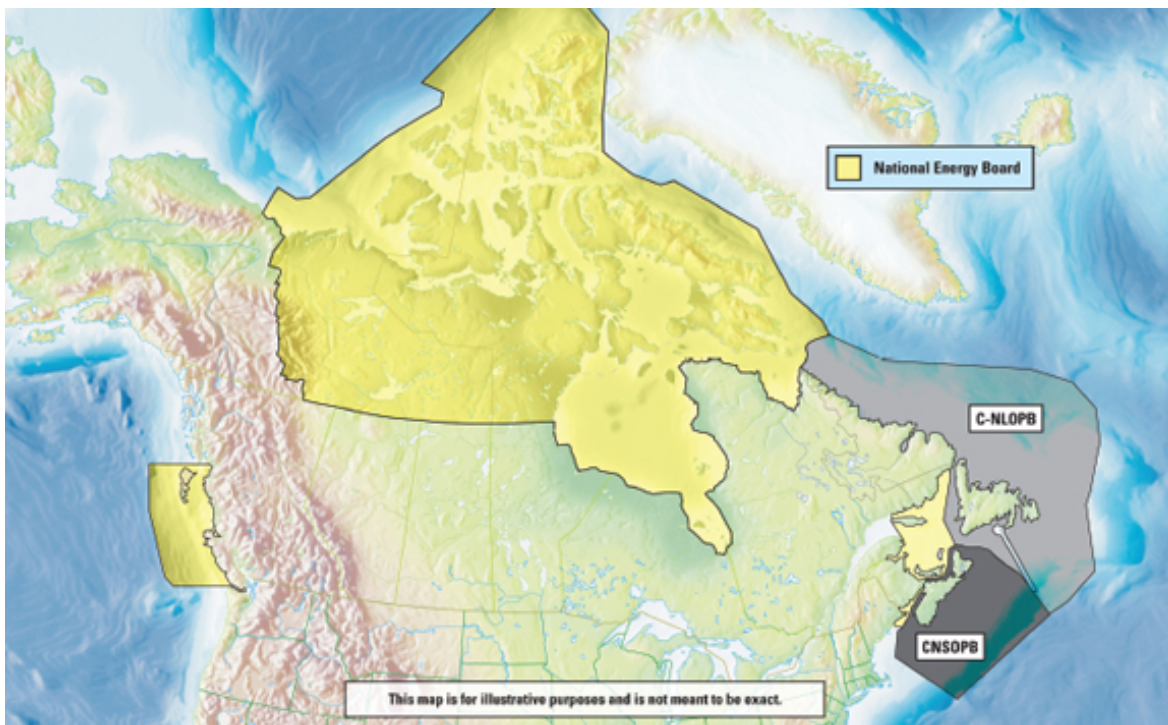 National Energy Board
C-NLOPB
CNSOPB
This map is for illustrative purposes and is not meant to be exact.